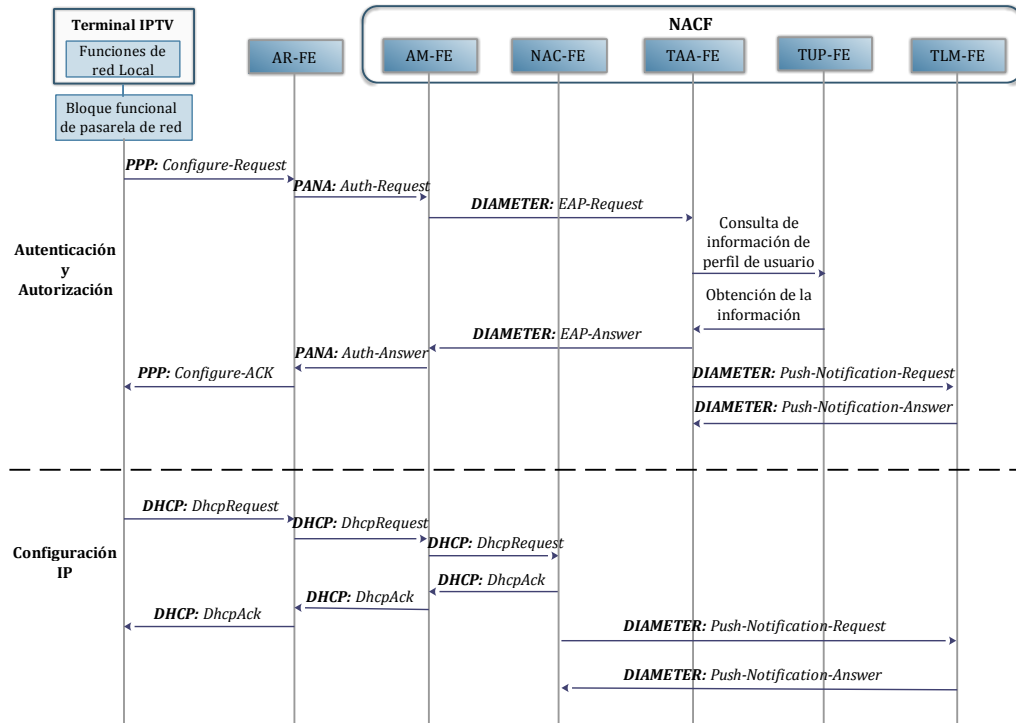 Terminal IPTV
Funciones de
red Local
Bloque funcional
de pasarela de red
NACF
AR-FE
AM-FE
NAC-FE
TAA-FE
TUP-FE
TLM-FE
Autenticación
y
Autorización
PPP: Configure-Request
PANA: Auth-Request
DIAMETER: EAP-Request
Consulta de
información de
perfil de usuario
Obtención de la
información
DIAMETER: EAP-Answer
PANA: Auth-Answer
PPP: Configure-ACK
DIAMETER: Push-Notification-Request
DIAMETER: Push-Notification-Answer
Configuración
IP
DHCP: DhcpRequest
DHCP: DhcpRequest
DHCP: DhcpRequest
DHCP: DhcpAck
DHCP: DhcpAck
DHCP: DhcpAck
DIAMETER: Push-Notification-Request
DIAMETER: Push-Notification-Answer